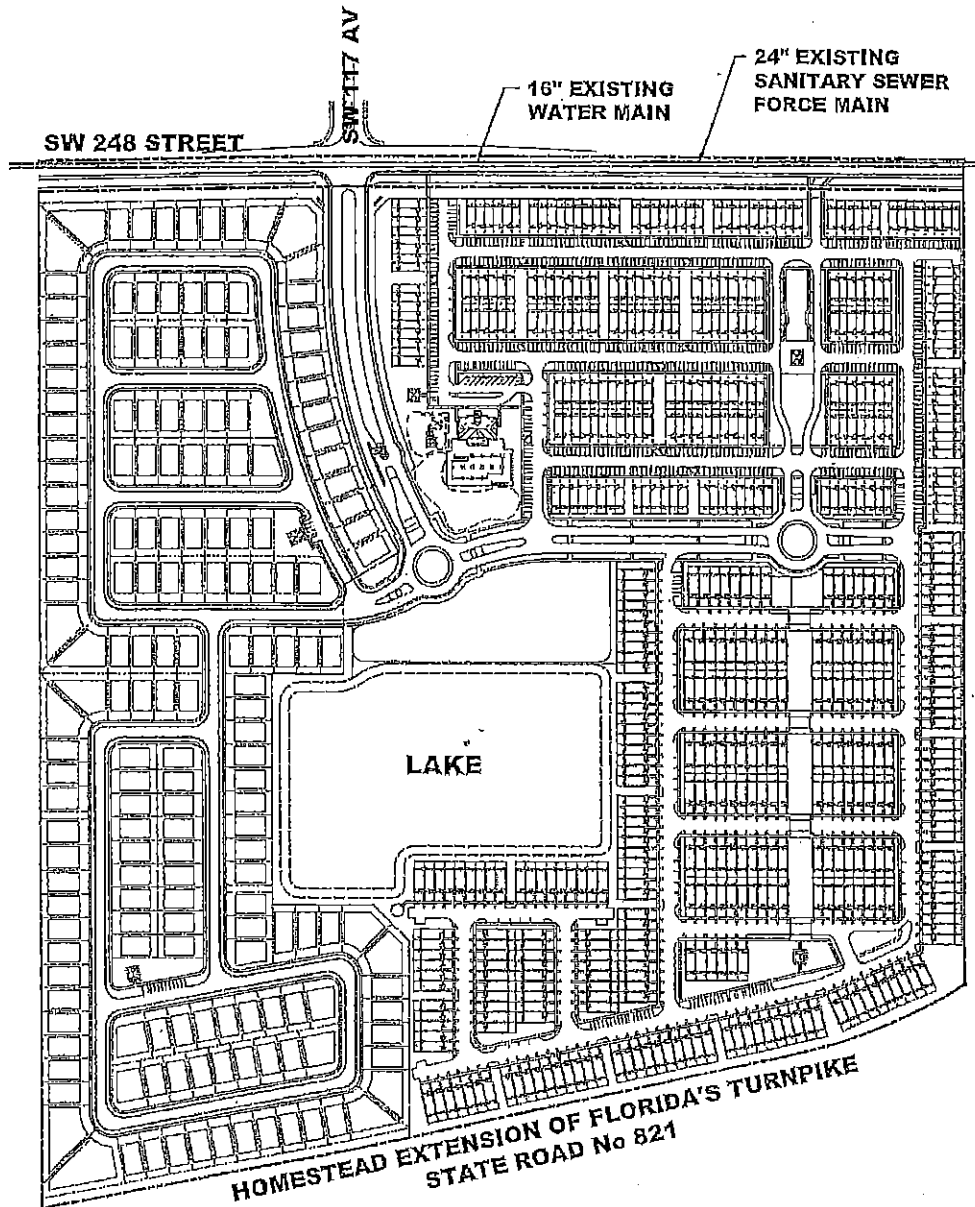 SW 117 AV
16" EXISTING
WATER MAIN
24" EXISTING
SANITARY SEWER
FORCE MAIN
SW 248 STREET
LAKE
HOMESTEAD EXTENSION OF FLORIDA'S TURNPIKE
STATE ROAD No 821